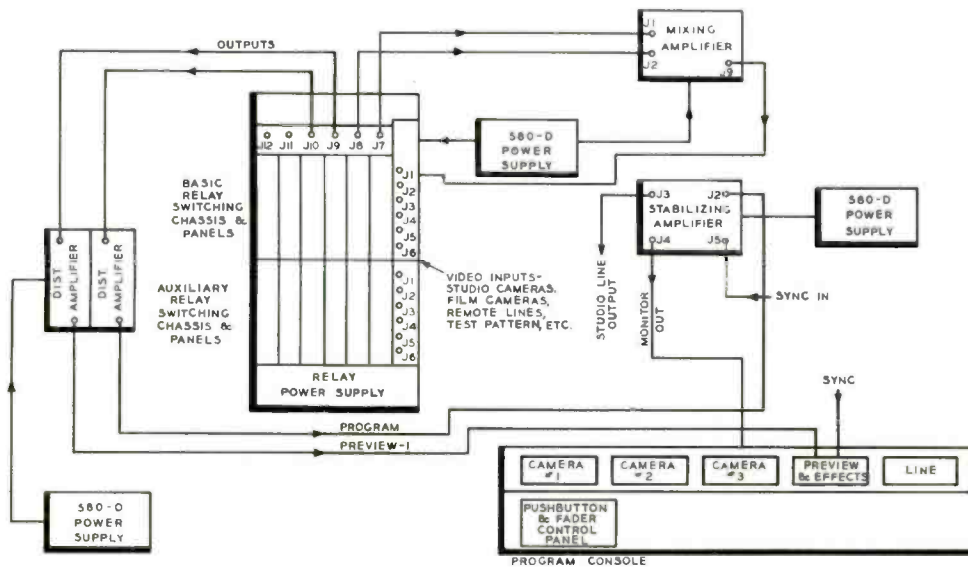 OUTPUTS
J1
J2
MIXING
AMPLIFIER
J9
J12
J11
J10
J9
J8
J7
580-D
POWER
SUPPLY
BASIC
RELAY
SWITCHING
CHASSIS &
PANELS
J1
J2
J3
J4
J5
J6
J3
J2
STABILIZING
AMPLIFIER
J4
J5
580-D
POWER
SUPPLY
DIST
AMPLIFIER
DIST
AMPLIFIER
AUXILIARY RELAY
SWITCHING
CHASSIS &
PANELS
J1
J2
J3
J4
J5
J6
VIDEO INPUTS-
STUDIO CAMERAS,
FILM CAMERAS,
REMOTE LINES,
TEST PATTERN, ETC.
STUDIO LINE
OUTPUT
MONITOR
OUT
SYNC IN
RELAY
POWER SUPPLY
SYNC
PROGRAM
PREVIEW-1
CAMERA
#1
CAMERA
#2
CAMERA
#3
PREVIEW
& EFFECTS
LINE
580-D
POWER
SUPPLY
PUSHBUTTON
& FADER
CONTROL
PANEL
PROGRAM CONSOLE